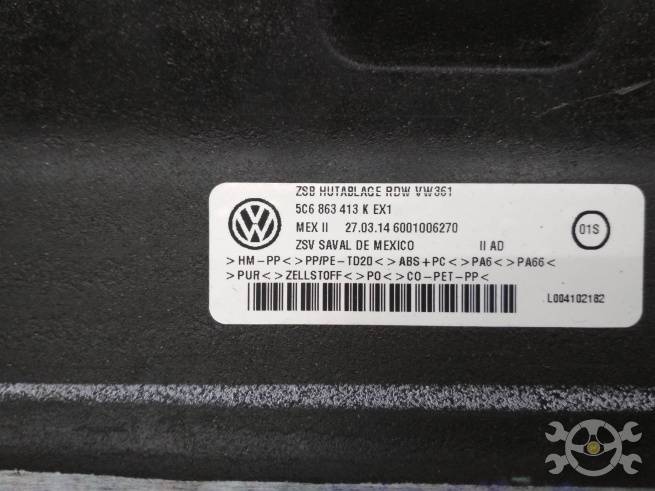 ZSB HUTABLAGE RDW VW361
5C6 863 413 K EX1
MEX II 27.03.14 6001006270
ZSV SAVAL DE MEXICO II AD
01S
>HM-PP<>PP/PE-TD20<>ABS+PC<>PA6<>PA66<
>PUR<>ZELLSTOFF<>PO<>CO-PET-PP<
L004102182